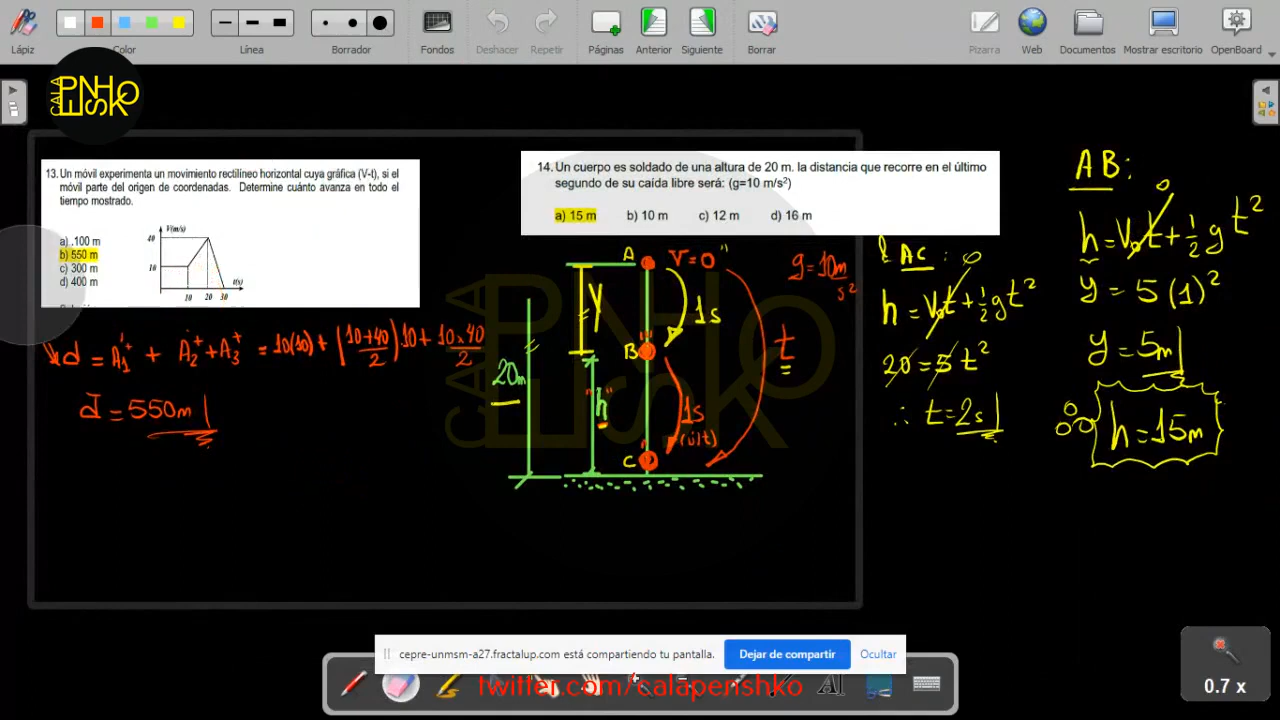 Lápiz
Color
Línea
Borrador
Fondos
Deshacer
Repetir
Páginas
Anterior
Siguiente
Borrar
Pizarra
Web
Documentos
Mostrar escritorio
OpenBoard
13. Un móvil experimenta un movimiento rectilíneo horizontal cuya gráfica (V-t), si el
móvil parte del origen de coordenadas. Determine cuánto avanza en todo el
tiempo mostrado.
a) .100 m
b) 550 m
c) 300 m
d) 400 m
V(m/s)
40
10
t(s)
10 20 30
d = A₁⁺ + A₂⁺ + A₃⁺ = 10(10) + (10+40/2).10 + 10×40/2
d = 550m
14. Un cuerpo es soldado de una altura de 20 m. la distancia que recorre en el último
segundo de su caída libre será: (g=10 m/s²)
a) 15 m b) 10 m c) 12 m d) 16 m
A V=0
g=10m/s²
y
1s
B
t
20m
"h"
1s
(últ)
C
AC:
h = V₀t + 1/2 gt²
20 = 5t²
∴ t = 2s
AB:
0
h = V₀t + 1/2 gt²
y = 5(1)²
y = 5m
h = 15m
cepre-unmsm-a27.fractalup.com está compartiendo tu pantalla.
Dejar de compartir
Ocultar
twitter.com/calapenshko
0.7 x